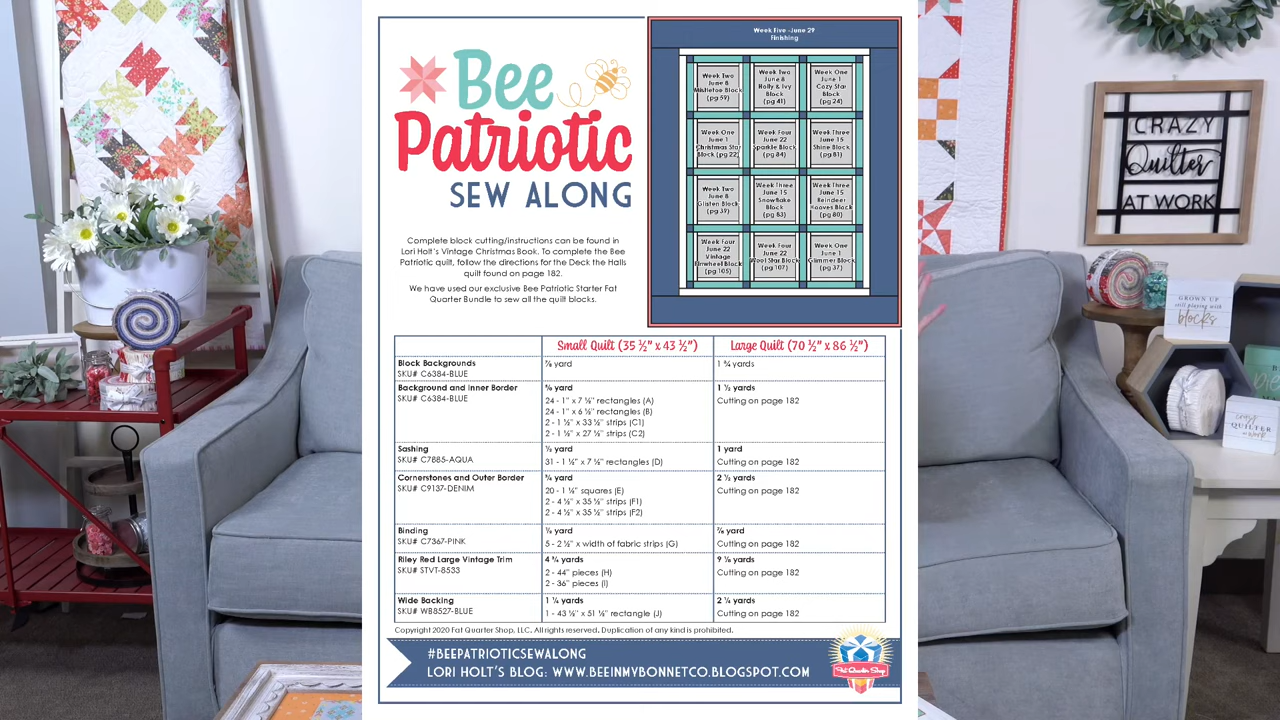 Bee
Patriotic
SEW ALONG
Complete block cutting/instructions can be found in
Lori Holt's Vintage Christmas Book. To complete the Bee
Patriotic quilt, follow the directions for the Deck the Halls
quilt found on page 182.
We have used our exclusive Bee Patriotic Starter Fat
Quarter Bundle to sew all the quilt blocks.
Week Five -June 29
Finishing
Week Two
June 8
Mistletoe Block
(pg 59)
Week Two
June 8
Holly & Ivy
Block
(pg 41)
Week One
June 1
Cozy Star
Block
(pg 24)
Week One
June 1
Christmas Star
Block (pg 22)
Week Four
June 22
Sparkle Block
(pg 84)
Week Three
June 15
Shine Block
(pg 81)
Week Two
June 8
Glisten Block
(pg 39)
Week Three
June 15
Snowflake
Block
(pg 83)
Week Three
June 15
Reindeer
Block
(pg 80)
Week Four
June 22
Vintage
Block
(pg 105)
Week Four
June 22
Wool Star Block
(pg 107)
Week One
June 1
Glimmer Block
(pg 37)
Small Quilt (35 ½" x 43 ½") Large Quilt (70 ½" x 86 ½")
Block Backgrounds
SKU# C6384-BLUE
⅞ yard
1 ¾ yards
Background and Inner Border
SKU# C6384-BLUE
yard
24 - 1" x 7 ½" rectangles (A)
24 - 1" x 6 ½" rectangles (B)
2 - 1 ½" x 33 ½" strips (C1)
2 - 1 ½" x 27 ½" strips (C2)
1 ½ yards
Cutting on page 182
Sashing
SKU# C7885-AQUA
yard
31 - 1 ½" x 7 ½" rectangles (D)
1 yard
Cutting on page 182
Cornerstones and Outer Border
SKU# C9137-DENIM
yard
20 - 1 ½" squares (E)
2 - 4 ½" x 35 ½" strips (F1)
2 - 4 ½" x 35 ½" strips (F2)
2 ½ yards
Cutting on page 182
Binding
SKU# C7367-PINK
yard
5 - 2 ½" x width of fabric strips (G)
⅞ yard
Cutting on page 182
Riley Red Large Vintage Trim
SKU# STVT-8533
4 ¾ yards
2 - 44" pieces (H)
2 - 36" pieces (I)
yards
Cutting on page 182
Wide Backing
SKU# WB8527-BLUE
1 ¼ yards
1 - 43 ½" x 51 ½" rectangle (J)
2 ¼ yards
Cutting on page 182
Copyright 2020 Fat Quarter Shop, LLC. All rights reserved. Duplication of any kind is prohibited.
#BEEPATRIOTICSEWALONG
LORI HOLT'S BLOG: WWW.BEEINMYBONNETCO.BLOGSPOT.COM
Fat Quarter Shop
CRAZY
Quilter
AT WORK
GROWN UP
still playing with
blocks
crazy
QUILTER
at work